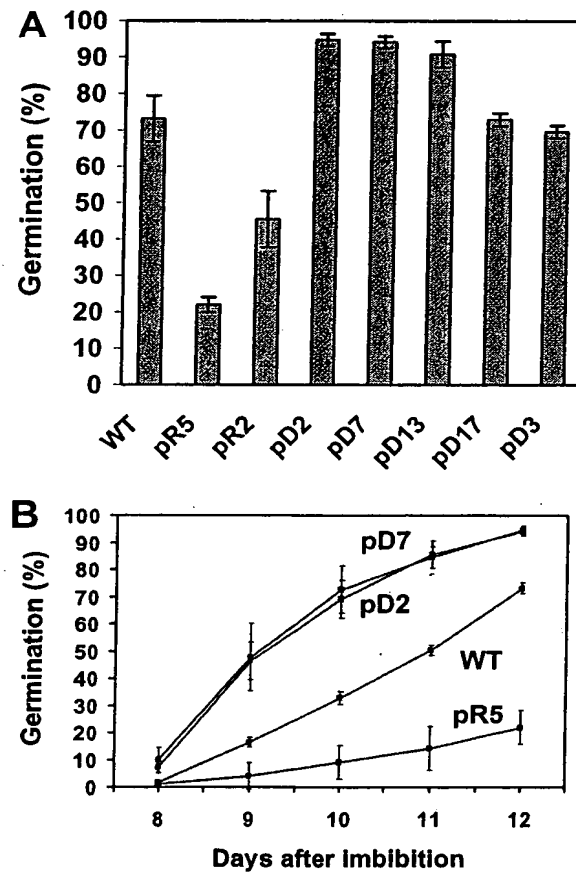 A
Germination (%)
100
90
80
70
60
50
40
30
20
10
0
WT
pR5
pR2
pD2
pD7
pD13
pD17
pD3
B
Germination (%)
100
90
80
70
60
50
40
30
20
10
0
pD7
pD2
WT
pR5
8 9 10 11 12
Days after imbibition